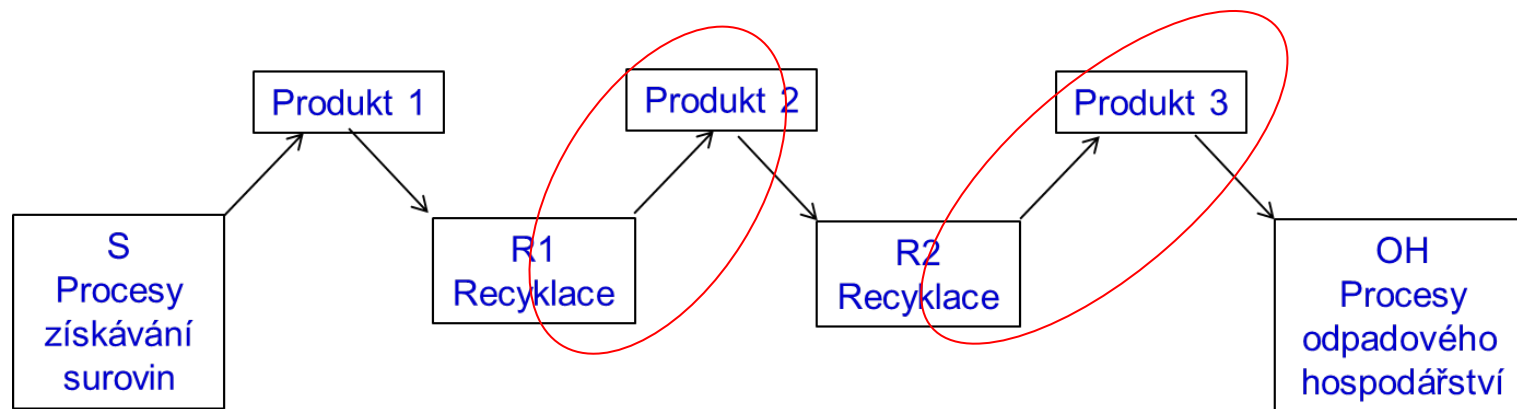 Produkt 1
Produkt 2
Produkt 3
S
Procesy
získávání
surovin
R1
Recyklace
R2
Recyklace
OH
Procesy
odpadového
hospodářství